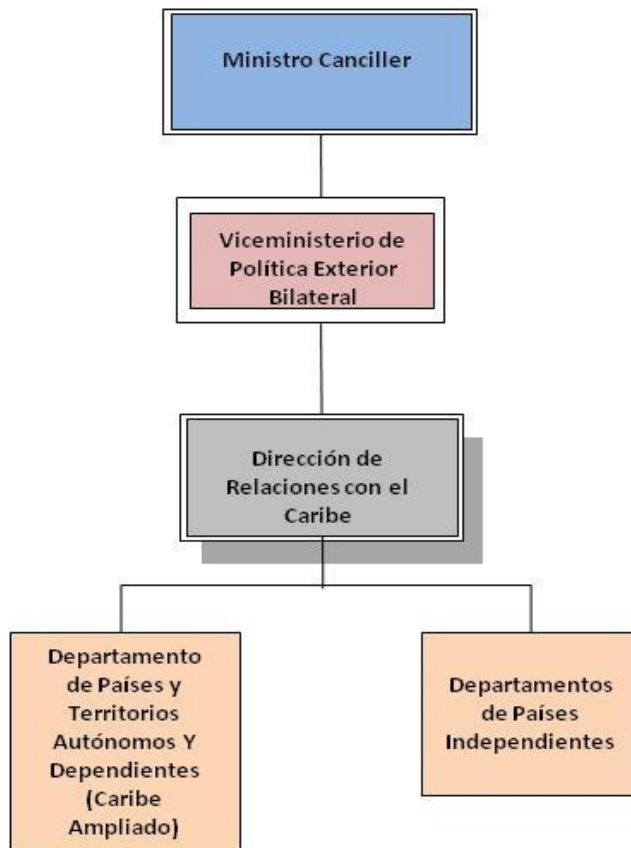 Ministro Canciller
Viceministerio de
Política Exterior
Bilateral
Dirección de
Relaciones con el
Caribe
Departamento
de Países y
Territorios
Autónomos Y
Dependientes
(Caribe
Ampliado)
Departamentos
de Países
Independientes